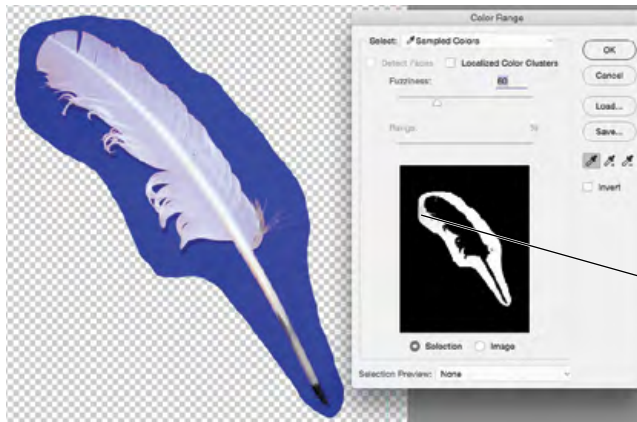 Color Range
Select: Sampled Colors
Detect Faces Localized Color Clusters
Fuzziness: 60
Range: %
Selection Image
Selection Preview: None
OK
Cancel
Load...
Save...
Invert